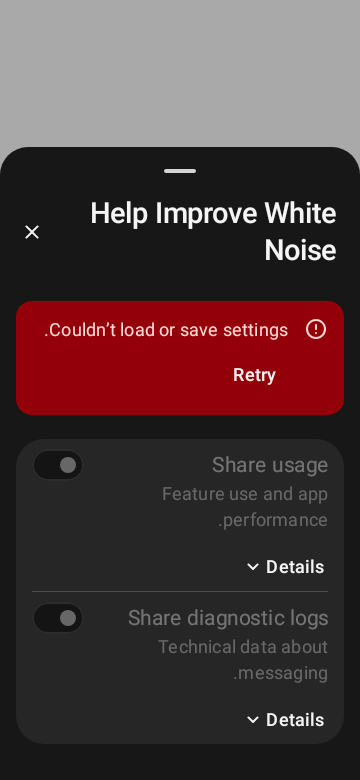 Help Improve White
Noise
.Couldn’t load or save settings
Retry
Share usage
Feature use and app
.performance
Details
Share diagnostic logs
Technical data about
.messaging
Details